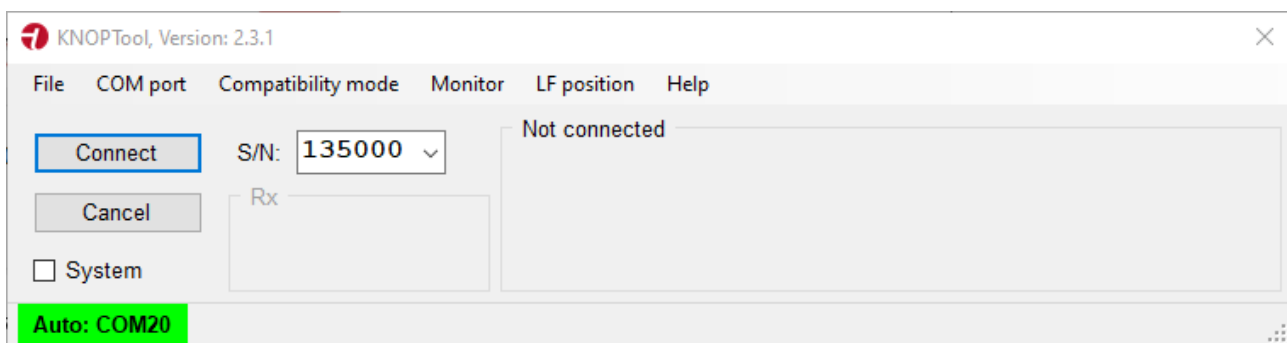 KNOPTool, Version: 2.3.1
File COM port Compatibility mode Monitor LF position Help
Connect S/N: 135000 Not connected
Cancel Rx
System
Auto: COM20